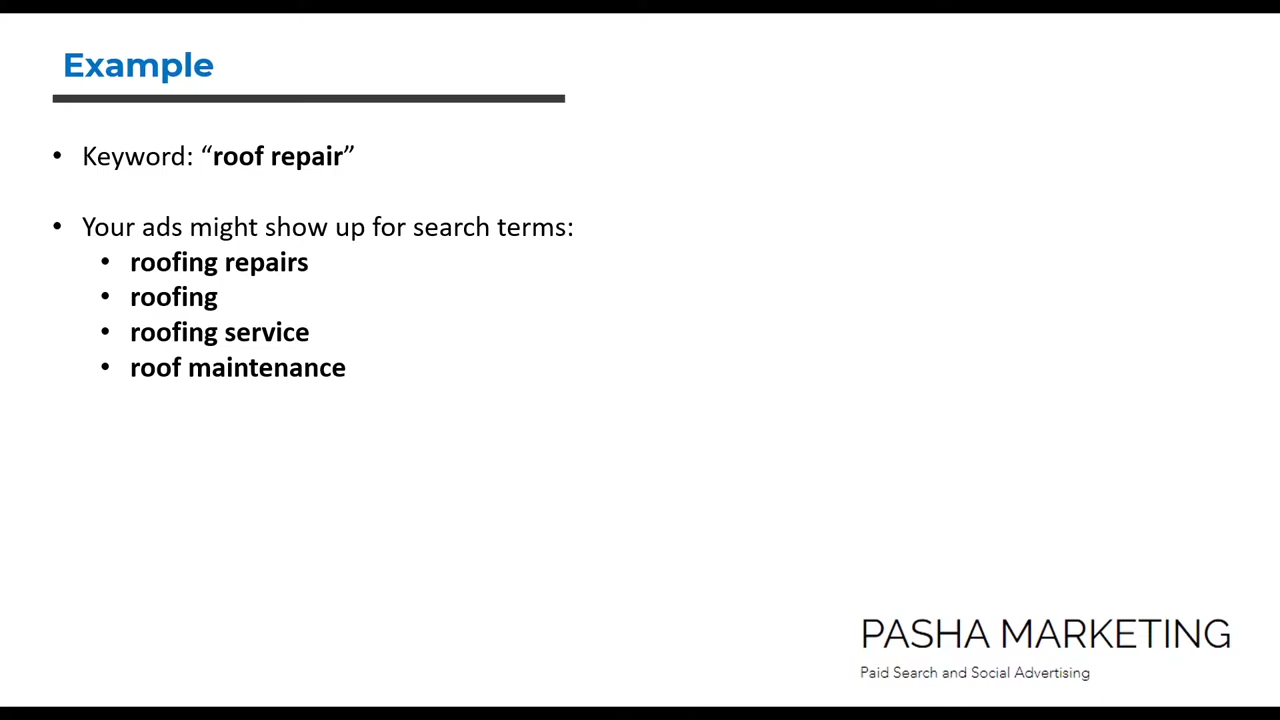 Example
• Keyword: “roof repair”
• Your ads might show up for search terms:
• roofing repairs
• roofing
• roofing service
• roof maintenance
PASHA MARKETING
Paid Search and Social Advertising